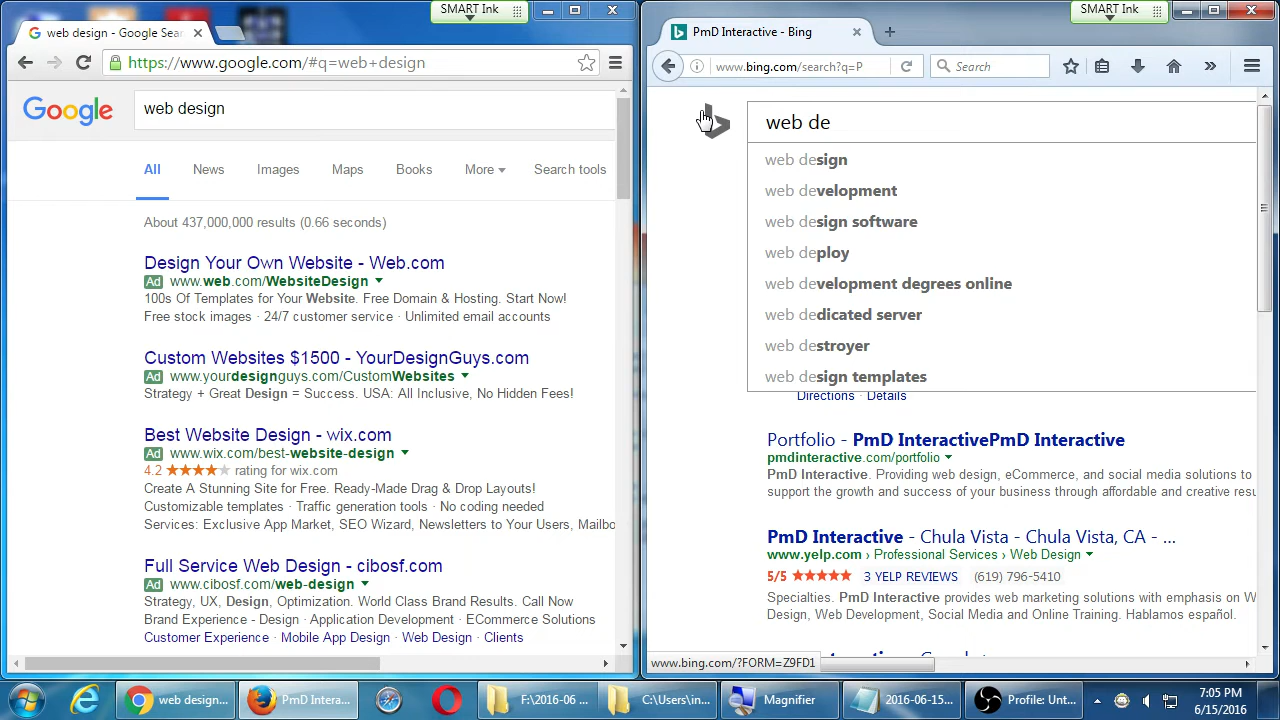 SMART Ink
web design - Google Sear
https://www.google.com/#q=web+design
Google
web design
All
News
Images
Maps
Books
More
Search tools
About 437,000,000 results (0.66 seconds)
Design Your Own Website - Web.com
Ad www.web.com/WebsiteDesign
100s Of Templates for Your Website. Free Domain & Hosting. Start Now!
Free stock images · 24/7 customer service · Unlimited email accounts
Custom Websites $1500 - YourDesignGuys.com
Ad www.yourdesignguys.com/CustomWebsites
Strategy + Great Design = Success. USA: All Inclusive, No Hidden Fees!
Best Website Design - wix.com
Ad www.wix.com/best-website-design
4.2 ★★★★★ rating for wix.com
Create A Stunning Site for Free. Ready-Made Drag & Drop Layouts!
Customizable templates · Traffic generation tools · No coding needed
Services: Exclusive App Market, SEO Wizard, Newsletters to Your Users, Mailbo
Full Service Web Design - cibosf.com
Ad www.cibosf.com/web-design
Strategy, UX, Design, Optimization. World Class Brand Results. Call Now
Brand Experience - Design · Application Development · ECommerce Solutions
Customer Experience · Mobile App Design · Web Design · Clients
SMART Ink
PmD Interactive - Bing
www.bing.com/search?q=P
Search
web de
web design
web development
web design software
web deploy
web development degrees online
web dedicated server
web destroyer
web design templates
Directions · Details
Portfolio - PmD InteractivePmD Interactive
pmdinteractive.com/portfolio
PmD Interactive. Providing web design, eCommerce, and social media solutions to
support the growth and success of your business through affordable and creative resu
PmD Interactive - Chula Vista - Chula Vista, CA - ...
www.yelp.com › Professional Services › Web Design
5/5 ★★★★★ 3 YELP REVIEWS (619) 796-5410
Specialties. PmD Interactive provides web marketing solutions with emphasis on W
Design, Web Development, Social Media and Online Training. Hablamos español.
www.bing.com/?FORM=Z9FD1
web design...
PmD Intera...
F:\2016-06 ...
C:\Users\in...
Magnifier
2016-06-15...
Profile: Unt...
7:05 PM
6/15/2016